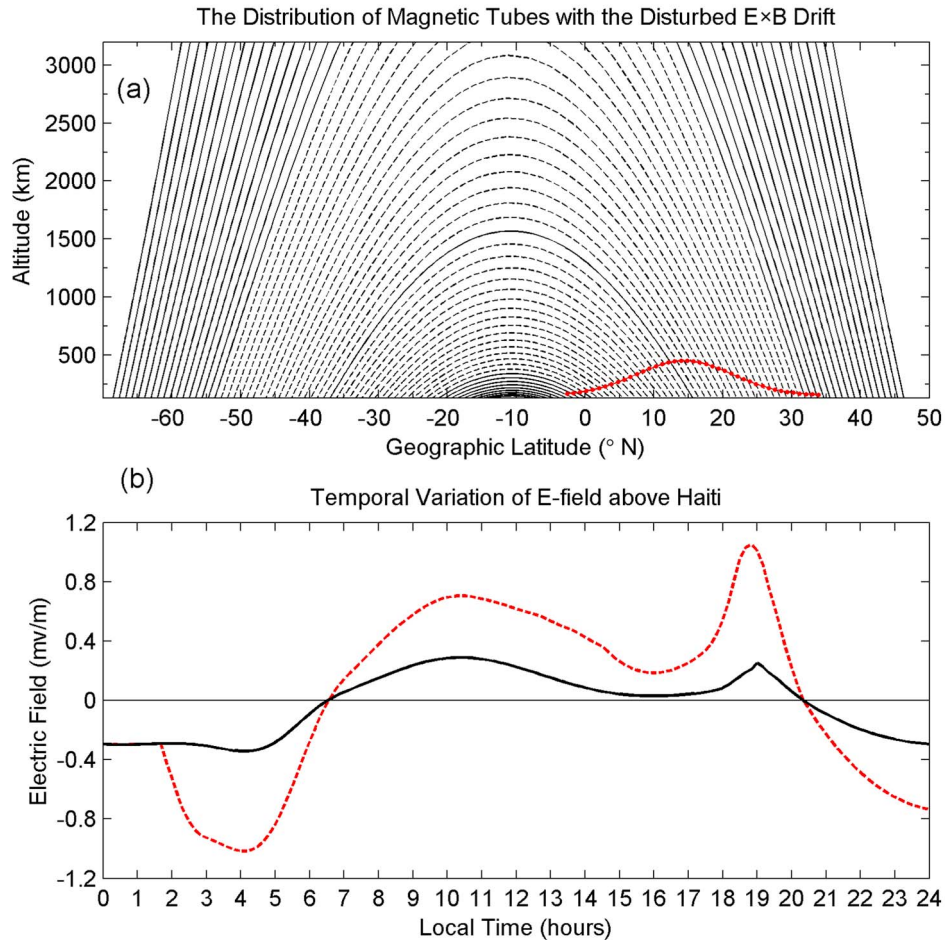 The Distribution of Magnetic Tubes with the Disturbed E×B Drift
(a)
3000
2500
2000
1500
1000
500
Altitude (km)
-60 -50 -40 -30 -20 -10 0 10 20 30 40 50
Geographic Latitude (° N)
(b)
Temporal Variation of E-field above Haiti
1.2
0.8
0.4
0
-0.4
-0.8
-1.2
Electric Field (mv/m)
0 1 2 3 4 5 6 7 8 9 10 11 12 13 14 15 16 17 18 19 20 21 22 23 24
Local Time (hours)